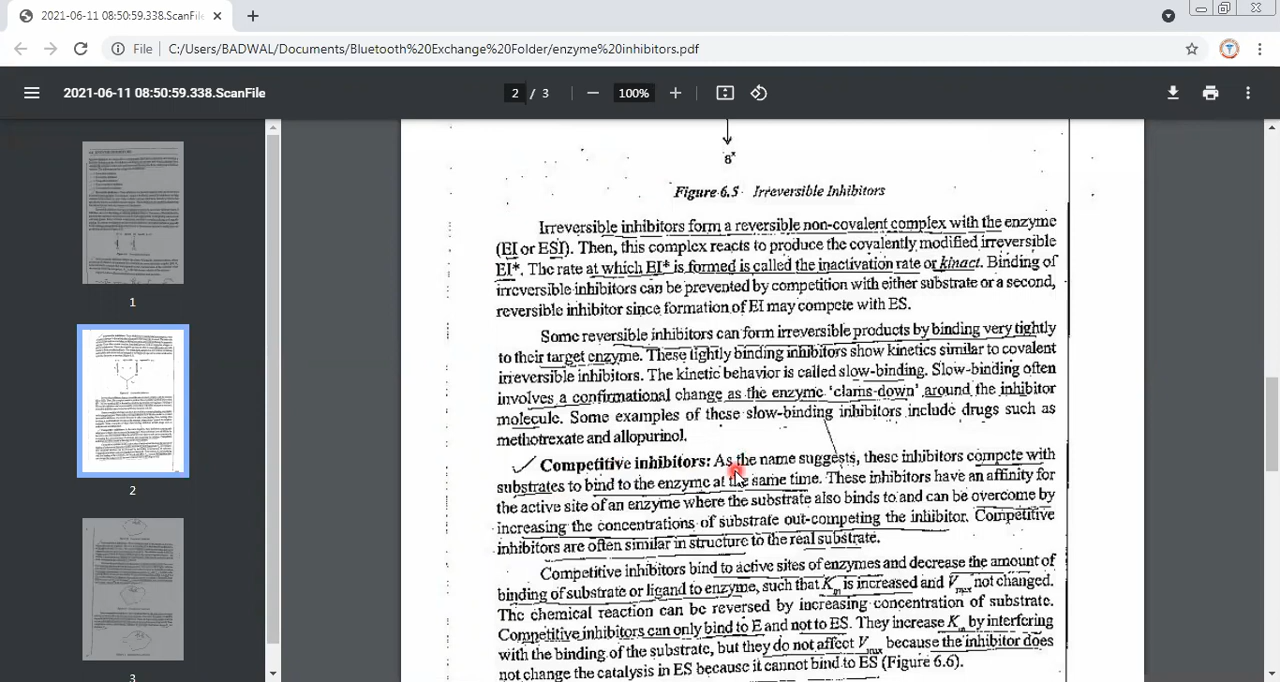 2021-06-11 08:50:59.338.ScanFil
File C:/Users/BADWAL/Documents/Bluetooth%20Exchange%20Folder/enzyme%20inhibitors.pdf
2021-06-11 08:50:59.338.ScanFile
2 / 3
100%
1
2
3
8*
Figure 6.5 Irreversible Inhibitors
Irreversible inhibitors form a reversible non-covalent complex with the enzyme
(EI or ESI). Then, this complex reacts to produce the covalently modified irreversible
EI*. The rate at which EI* is formed is called the inactivation rate or kinact. Binding of
irreversible inhibitors can be prevented by competition with either substrate or a second,
reversible inhibitor since formation of EI may compete with ES.
Some reversible inhibitors can form irreversible products by binding very tightly
to their target enzyme. These tightly binding inhibitors show kinetics similar to covalent
irreversible inhibitors. The kinetic behavior is called slow-binding. Slow-binding often
involves a confirmational change as the enzyme 'clamps down' around the inhibitor
molecule. Some examples of these slow-binding inhibitors include drugs such as
methotrexate and allopurinol.
Competitive inhibitors: As the name suggests, these inhibitors compete with
substrates to bind to the enzyme at the same time. These inhibitors have an affinity for
the active site of an enzyme where the substrate also binds to and can be overcome by
increasing the concentrations of substrate out-competing the inhibitor. Competitive
inhibitors are often similar in structure to the real substrate.
Competitive inhibitors bind to active sites of enzymes and decrease the amount of
binding of substrate or ligand to enzyme, such that Km is increased and Vmax not changed.
The chemical reaction can be reversed by increasing concentration of substrate.
Competitive inhibitors can only bind to E and not to ES. They increase Km by interfering
with the binding of the substrate, but they do not affect Vmax because the inhibitor does
not change the catalysis in ES because it cannot bind to ES (Figure 6.6).